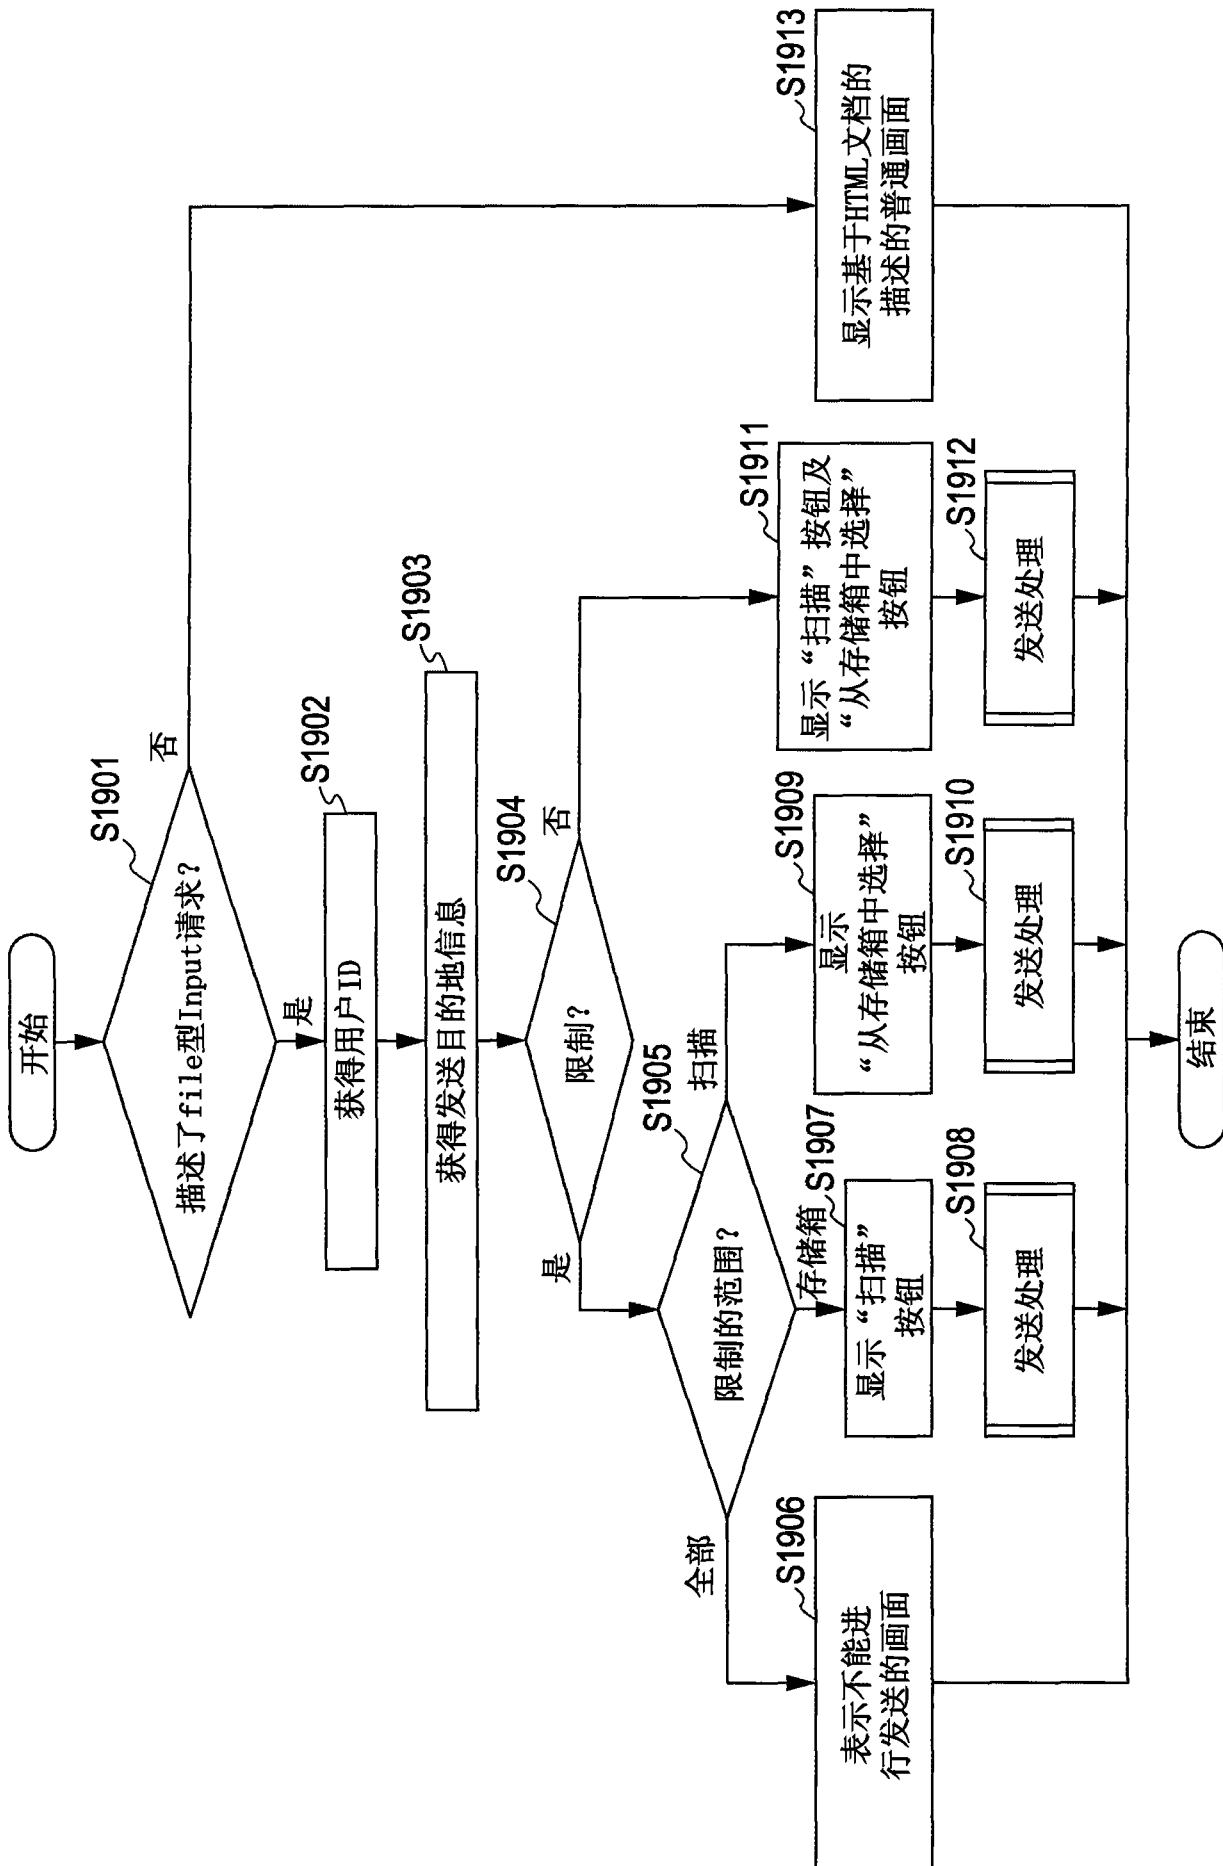 开始
S1901
描述了file型Input请求?
是
否
S1902
获得用户ID
S1903
获得发送目的地信息
S1904
限制?
是
否
S1905
限制的范围?
全部
存储箱
扫描
S1906
表示不能进
行发送的画面
S1907
显示“扫描”
按钮
S1908
发送处理
S1909
显示
“从存储箱中选择”
按钮
S1910
发送处理
S1911
显示“扫描”按钮及
“从存储箱中选择”
按钮
S1912
发送处理
S1913
显示基于HTML文档的
描述的普通画面
结束